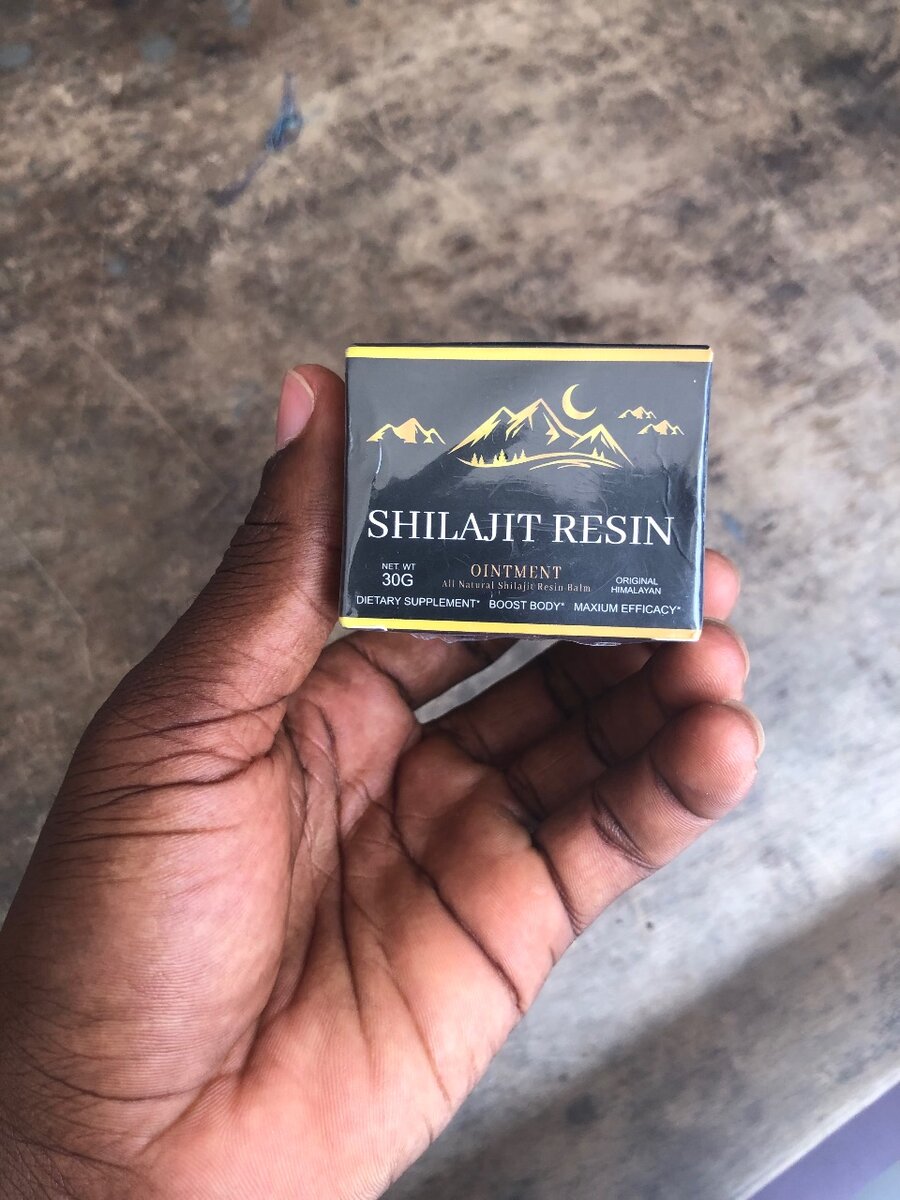 SHILAJIT RESIN
NET WT
30G
OINTMENT
All Natural Shilajit Resin Balm
ORIGINAL
HIMALAYAN
DIETARY SUPPLEMENT* BOOST BODY* MAXIUM EFFICACY*